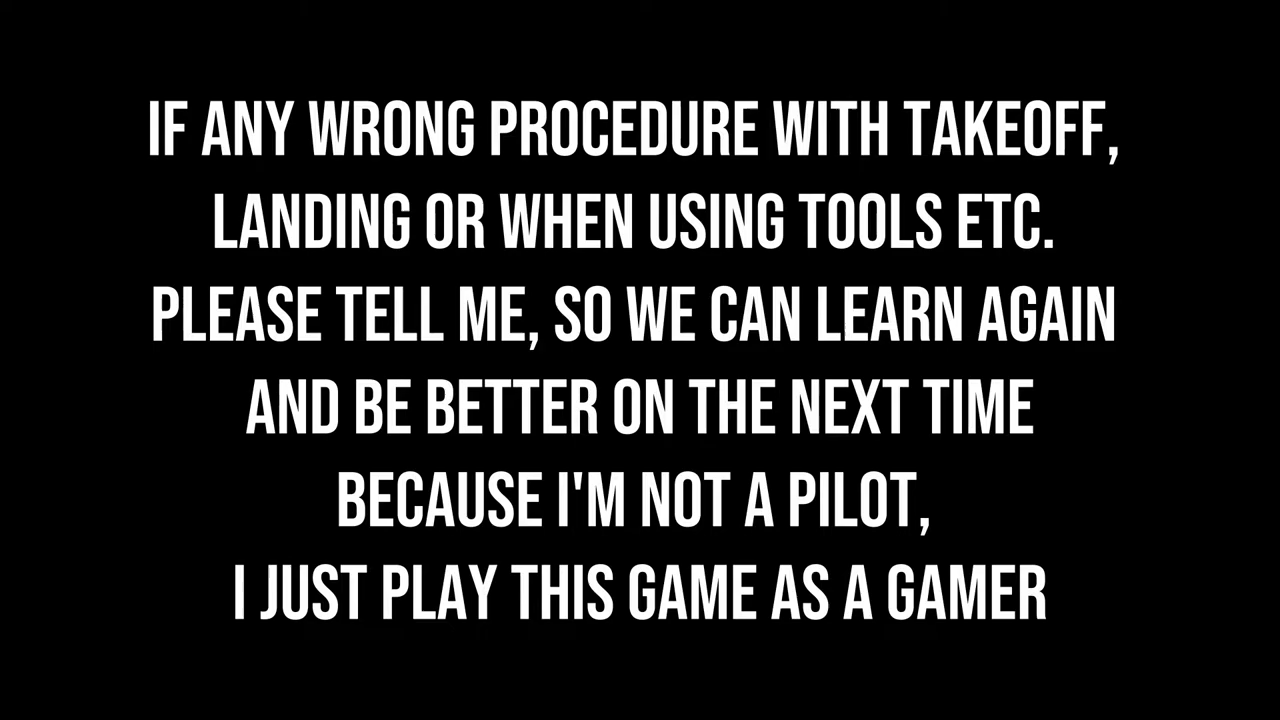 IF ANY WRONG PROCEDURE WITH TAKEOFF,
LANDING OR WHEN USING TOOLS ETC.
PLEASE TELL ME, SO WE CAN LEARN AGAIN
AND BE BETTER ON THE NEXT TIME
BECAUSE I'M NOT A PILOT,
I JUST PLAY THIS GAME AS A GAMER